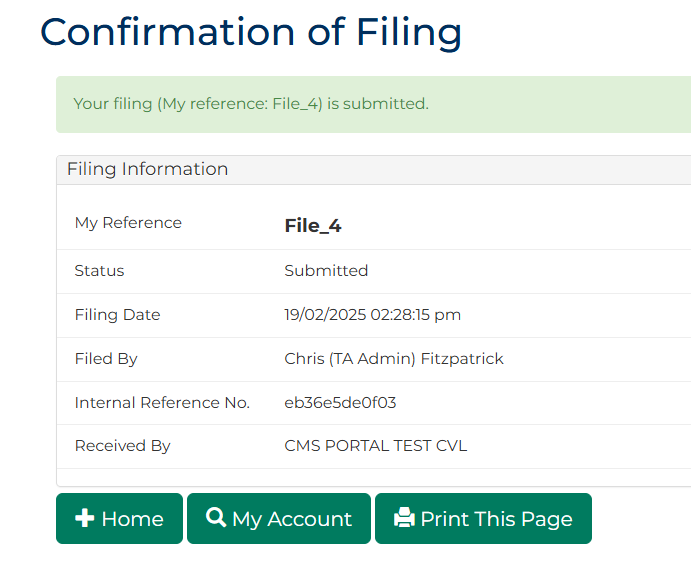 Confirmation of Filing
Your filing (My reference: File_4) is submitted.
Filing Information
My Reference File_4
Status Submitted
Filing Date 19/02/2025 02:28:15 pm
Filed By Chris (TA Admin) Fitzpatrick
Internal Reference No. eb36e5de0f03
Received By CMS PORTAL TEST CVL
Home My Account Print This Page